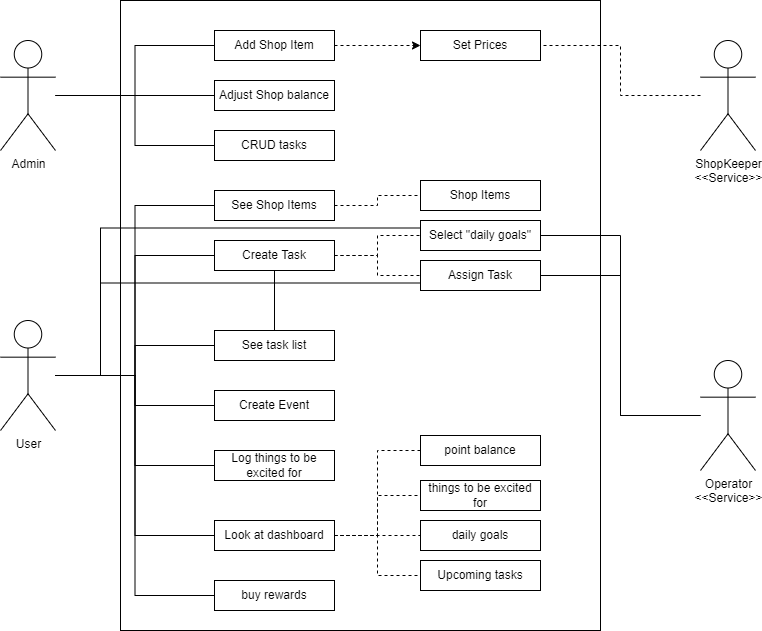 Add Shop Item
Set Prices
Adjust Shop balance
CRUD tasks
Admin
ShopKeeper
<<Service>>
See Shop Items
Shop Items
Select "daily goals"
Create Task
Assign Task
See task list
Create Event
User
Log things to be
excited for
point balance
things to be excited
for
Operator
<<Service>>
Look at dashboard
daily goals
Upcoming tasks
buy rewards